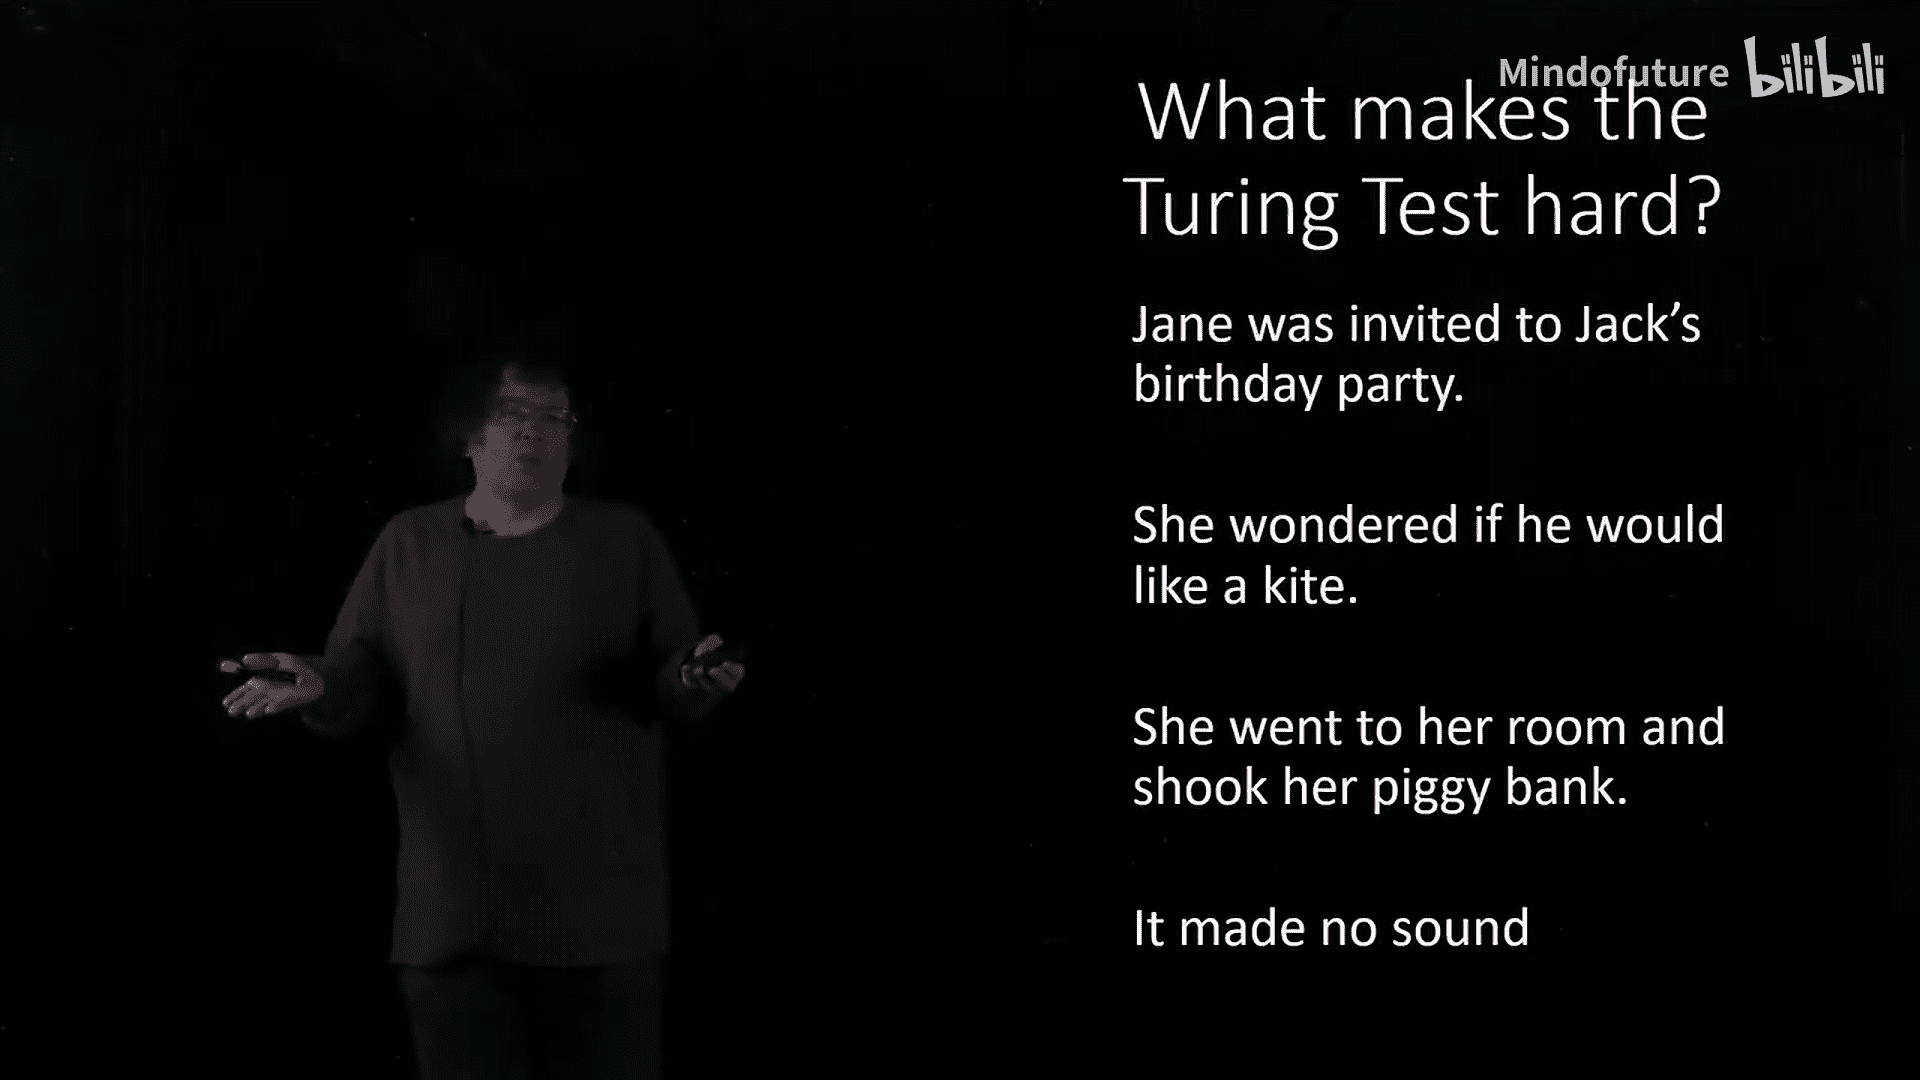 Mindofuture bilibili
What makes the
Turing Test hard?
Jane was invited to Jack’s
birthday party.
She wondered if he would
like a kite.
She went to her room and
shook her piggy bank.
It made no sound